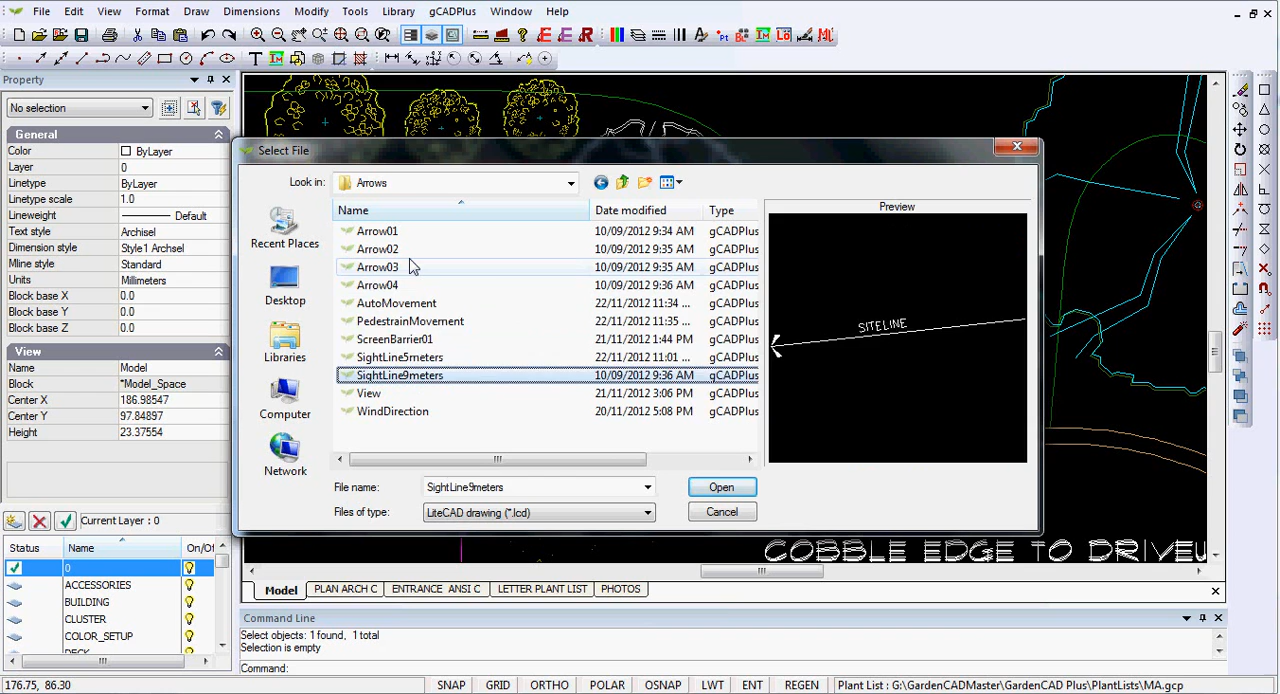 File Edit View Format Draw Dimensions Modify Tools Library gCADPlus Window Help
Property
No selection
General
Color ByLayer
Layer 0
Linetype ByLayer
Linetype scale 1.0
Lineweight Default
Text style Archisel
Dimension style Style1 Archsel
Mline style Standard
Units Millimeters
Block base X 0.0
Block base Y 0.0
Block base Z 0.0
View
Model Model
Block *Model_Space
Center X 186.98547
Center Y 97.84897
Height 23.37554
Current Layer : 0
Status Name On/Of
0
ACCESSORIES
BUILDING
CLUSTER
COLOR_SETUP
DECK
Select File
Look in: Arrows
Recent Places
Desktop
Libraries
Computer
Network
Name Date modified Type
Arrow01 10/09/2012 9:34 AM gCADPlus
Arrow02 10/09/2012 9:35 AM gCADPlus
Arrow03 10/09/2012 9:35 AM gCADPlus
Arrow04 10/09/2012 9:36 AM gCADPlus
AutoMovement 22/11/2012 11:34 ... gCADPlus
PedestrainMovement 22/11/2012 11:35 ... gCADPlus
ScreenBarrier01 21/11/2012 1:44 PM gCADPlus
SightLine5meters 22/11/2012 11:01 ... gCADPlus
SightLine9meters 10/09/2012 9:36 AM gCADPlus
View 21/11/2012 3:06 PM gCADPlus
WindDirection 20/11/2012 5:08 PM gCADPlus
Preview
SITELINE
File name: SightLine9meters Open
Files of type: LiteCAD drawing (*.lcd) Cancel
COBBLE EDGE TO DRIVEW
Model PLAN ARCH C ENTRANCE ANSI C LETTER PLANT LIST PHOTOS
Command Line
Select objects: 1 found, 1 total
Selection is empty
Command:
176.75, 86.30 SNAP GRID ORTHO POLAR OSNAP LWT ENT REGEN Plant List : G:\GardenCADMaster\GardenCAD Plus\PlantLists\MA.gcp